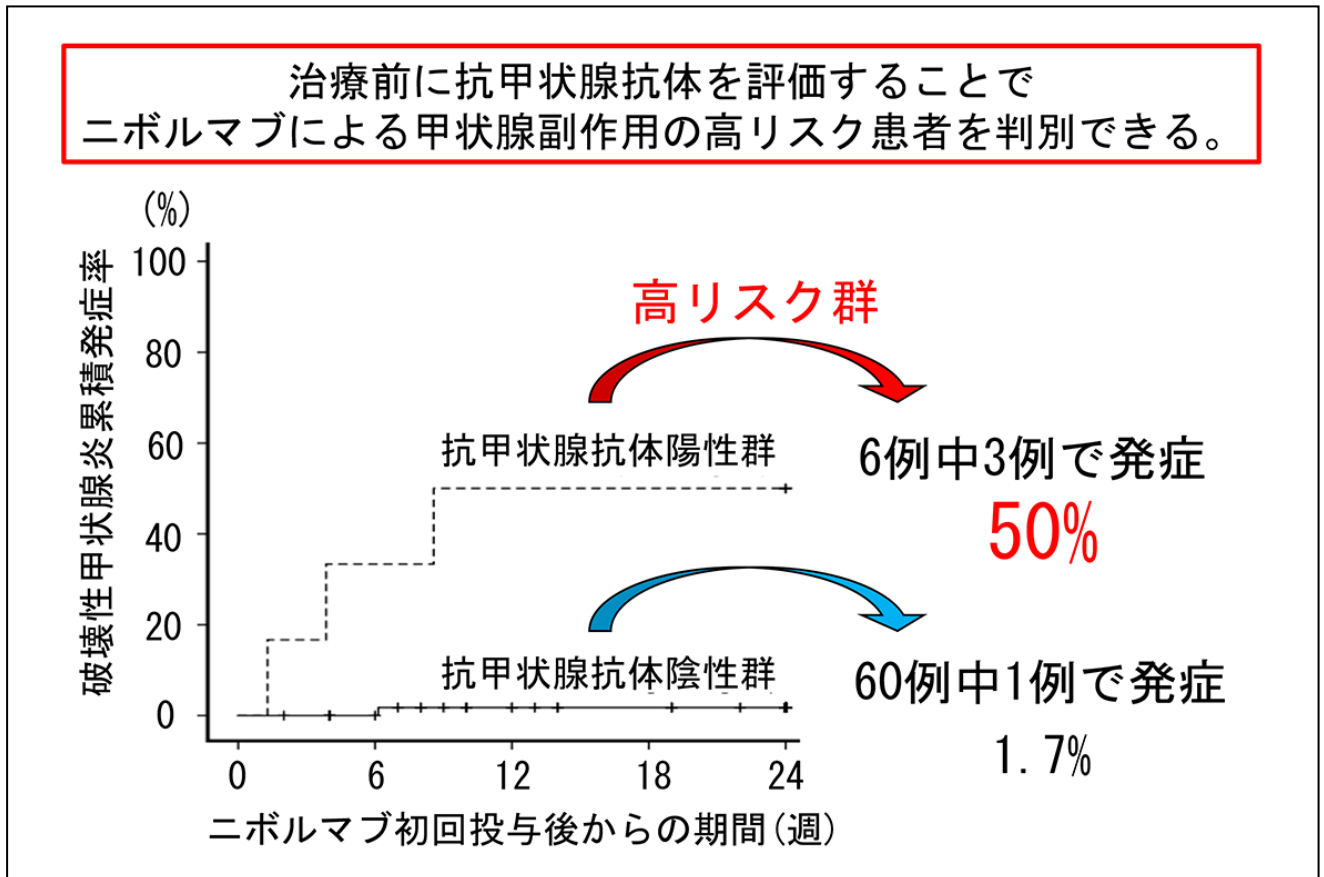 治療前に抗甲状腺抗体を評価することで
ニボルマブによる甲状腺副作用の高リスク患者を判別できる。
(%)
破壊性甲状腺炎累積発症率
100
80
60
40
20
0
高リスク群
抗甲状腺抗体陽性群
6例中3例で発症
50%
抗甲状腺抗体陰性群
60例中1例で発症
1.7%
0 6 12 18 24
ニボルマブ初回投与後からの期間(週)